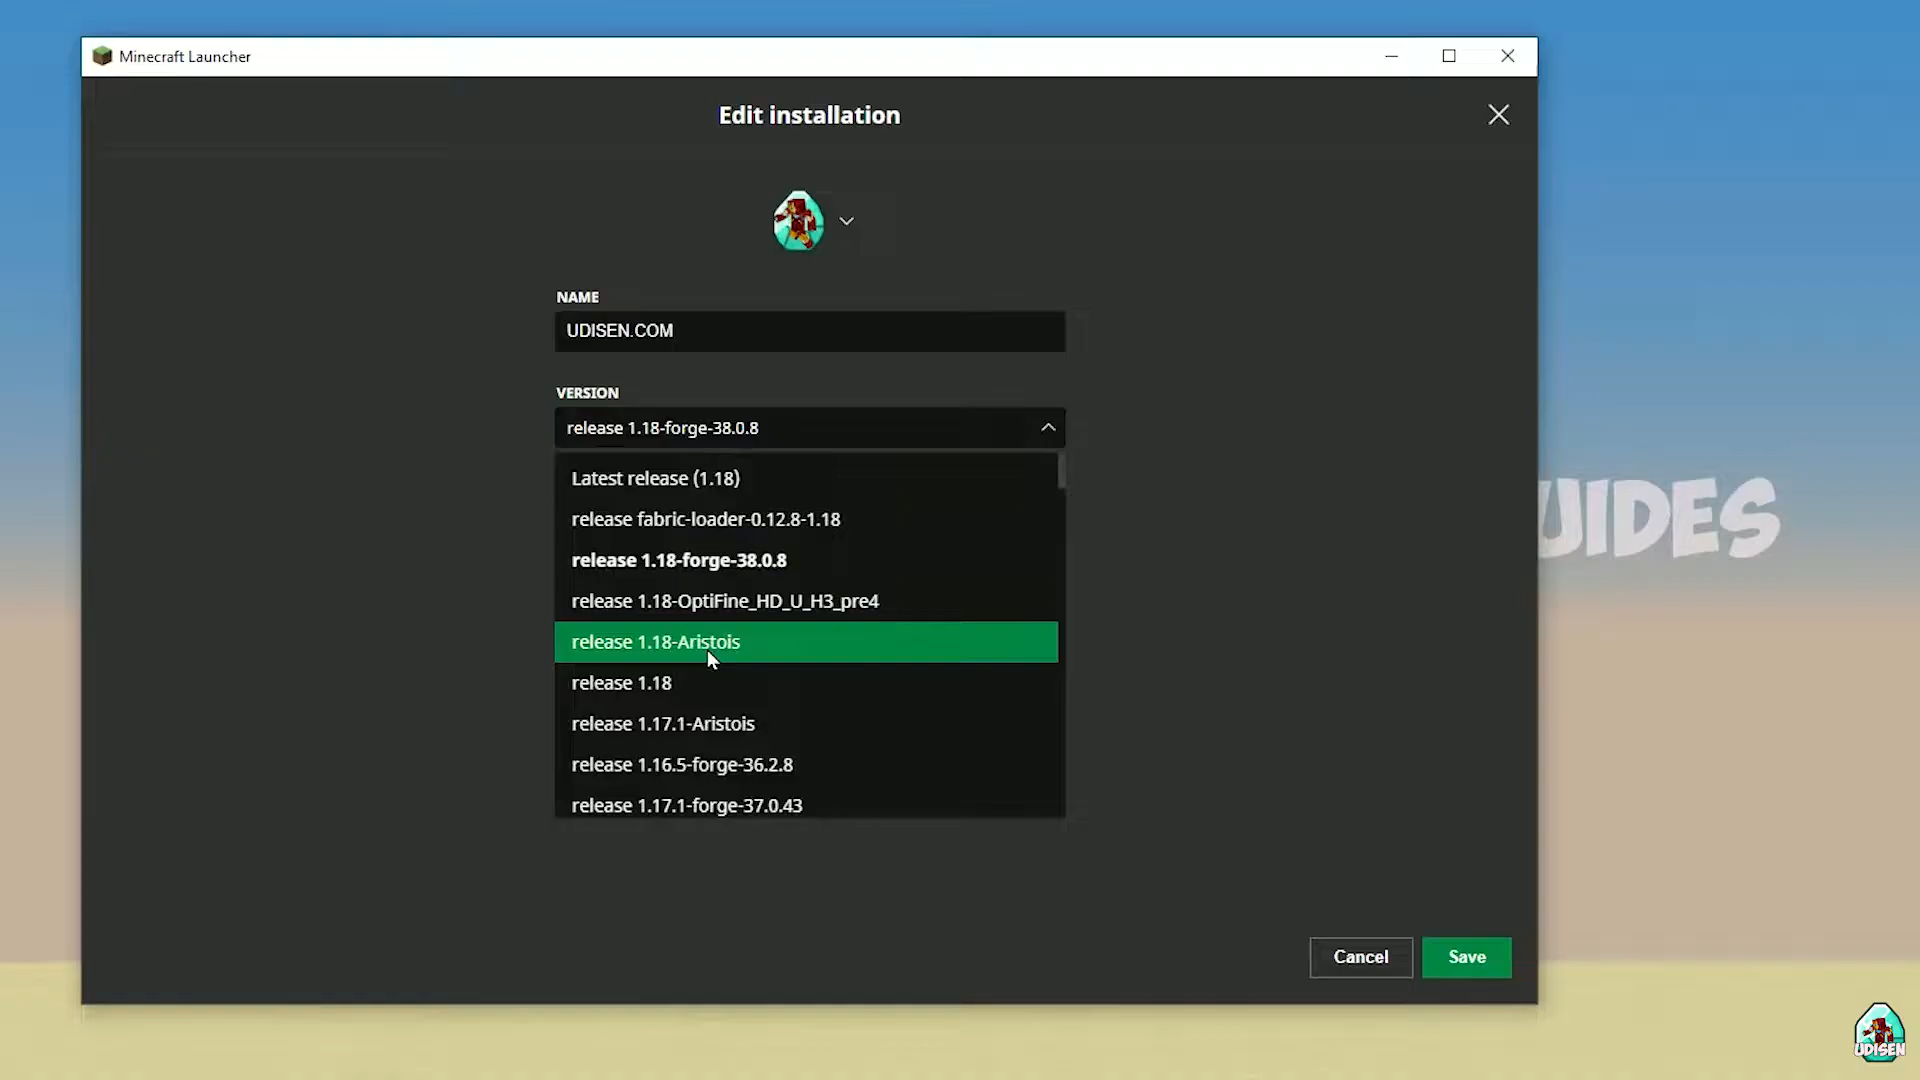 Minecraft Launcher
Edit installation
NAME
UDISEN.COM
VERSION
release 1.18-forge-38.0.8
Latest release (1.18)
release fabric-loader-0.12.8-1.18
release 1.18-forge-38.0.8
release 1.18-OptiFine_HD_U_H3_pre4
release 1.18-Aristois
release 1.18
release 1.17.1-Aristois
release 1.16.5-forge-36.2.8
release 1.17.1-forge-37.0.43
UIDES
Cancel
Save
UDISEN